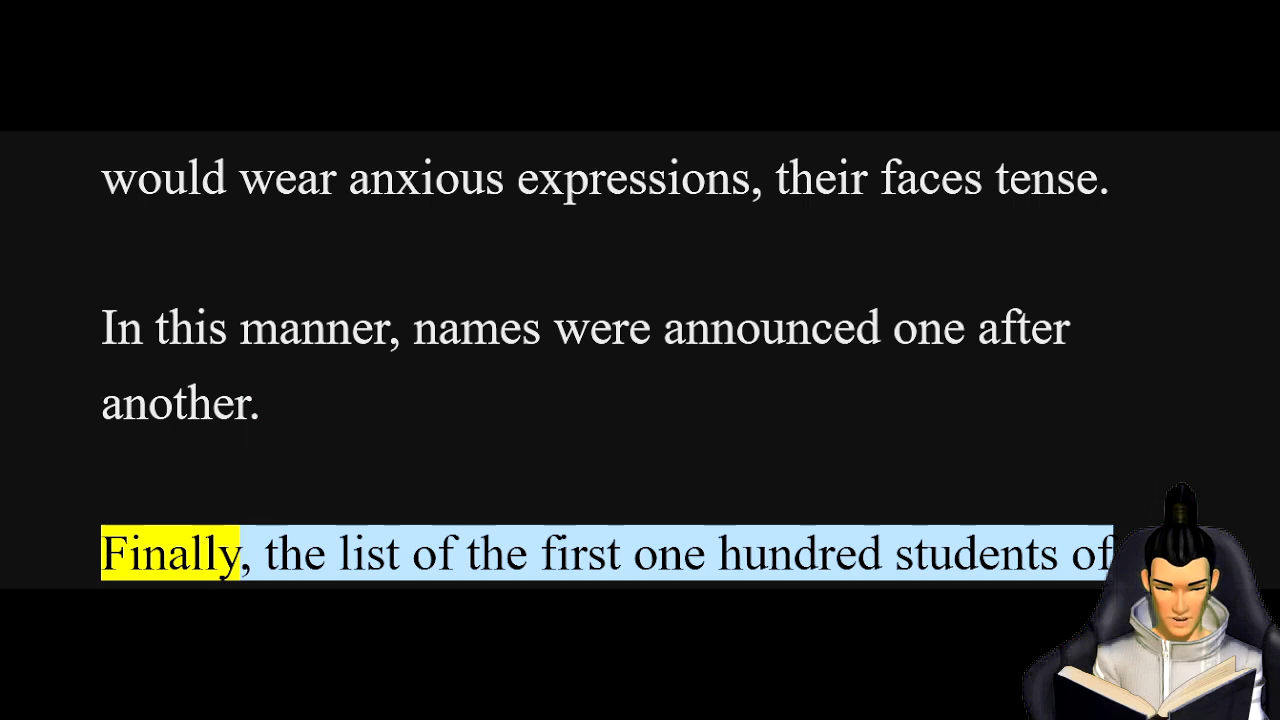 would wear anxious expressions, their faces tense.
In this manner, names were announced one after
another.
Finally, the list of the first one hundred students of